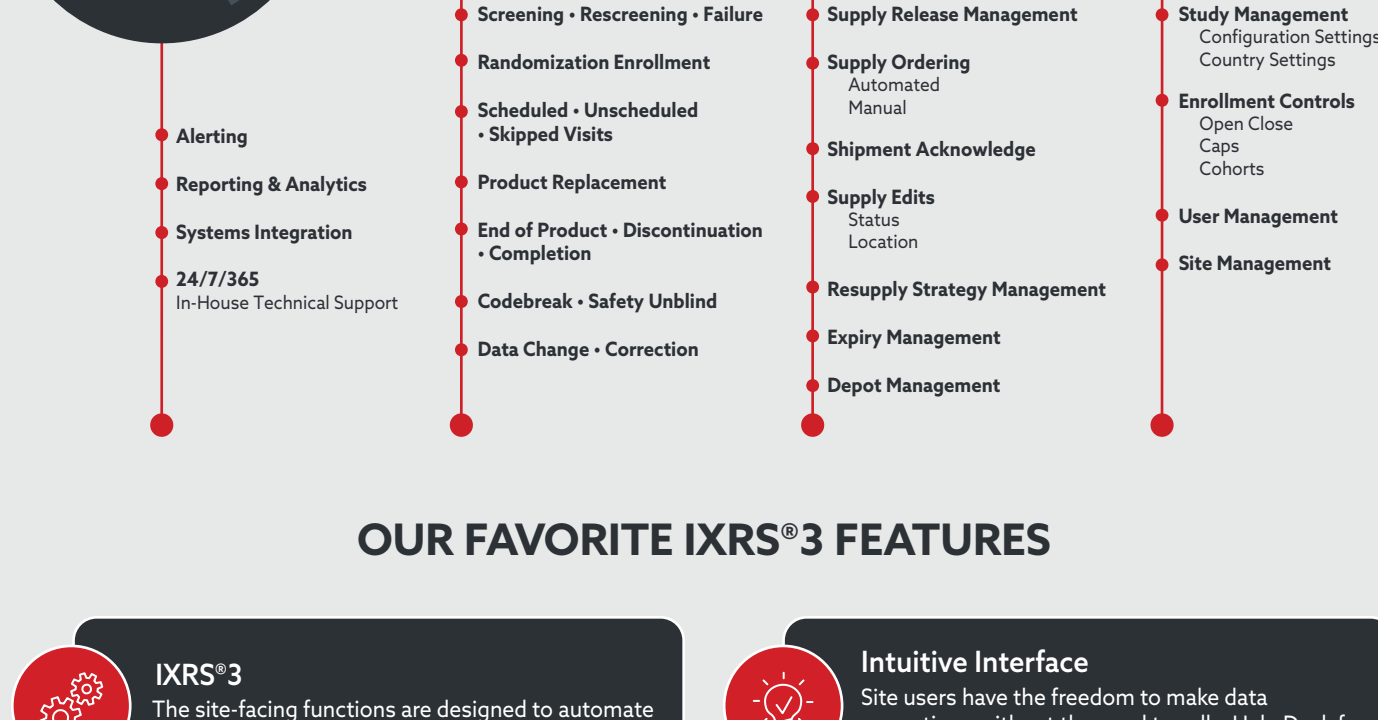 Alerting
Reporting & Analytics
Systems Integration
24/7/365
In-House Technical Support
Screening • Rescreening • Failure
Randomization Enrollment
Scheduled • Unscheduled
• Skipped Visits
Product Replacement
End of Product • Discontinuation
• Completion
Codebreak • Safety Unblind
Data Change • Correction
Supply Release Management
Supply Ordering
Automated
Manual
Shipment Acknowledge
Supply Edits
Status
Location
Resupply Strategy Management
Expiry Management
Depot Management
Study Management
Configuration Settings
Country Settings
Enrollment Controls
Open Close
Caps
Cohorts
User Management
Site Management
OUR FAVORITE IXRS®3 FEATURES
IXRS®3
The site-facing functions are designed to automate
Intuitive Interface
Site users have the freedom to make data